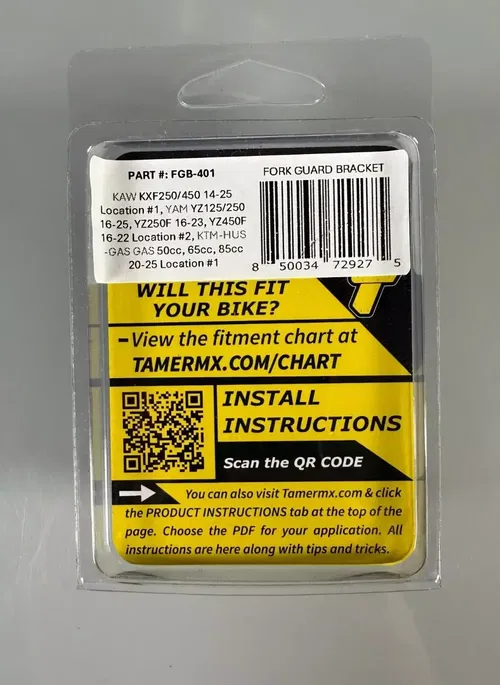 PART #: FGB-401
KAW KXF250/450 14-25
Location #1, YAM YZ125/250
16-25, YZ250F 16-23, YZ450F
16-22 Location #2, KTM-HUS
-GAS GAS 50cc, 65cc, 85cc
20-25 Location #1
FORK GUARD BRACKET
8 50034 72927 5
WILL THIS FIT
YOUR BIKE?
–View the fitment chart at
TAMERMX.COM/CHART
INSTALL
INSTRUCTIONS
Scan the QR CODE
You can also visit Tamermx.com & click
the PRODUCT INSTRUCTIONS tab at the top of the
page. Choose the PDF for your application. All
instructions are here along with tips and tricks.